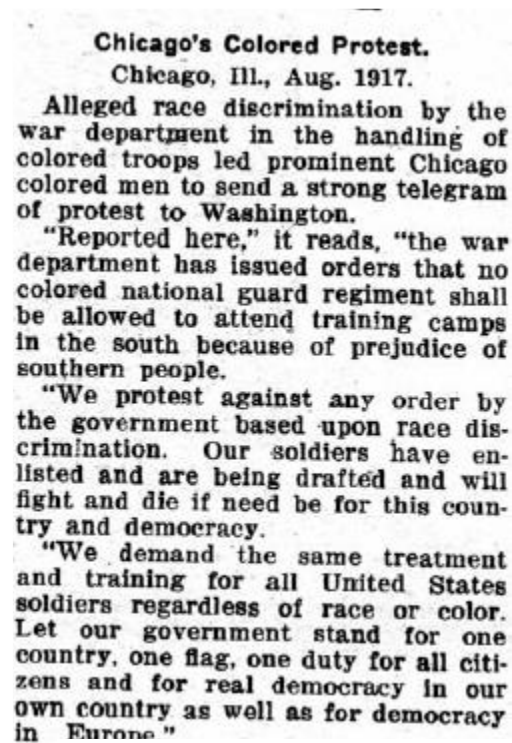 Chicago's Colored Protest.
Chicago, Ill., Aug. 1917.
Alleged race discrimination by the
war department in the handling of
colored troops led prominent Chicago
colored men to send a strong telegram
of protest to Washington.
"Reported here," it reads, "the war
department has issued orders that no
colored national guard regiment shall
be allowed to attend training camps
in the south because of prejudice of
southern people.
"We protest against any order by
the government based upon race dis-
crimination. Our soldiers have en-
listed and are being drafted and will
fight and die if need be for this coun-
try and democracy.
"We demand the same treatment
and training for all United States
soldiers regardless of race or color.
Let our government stand for one
country, one flag, one duty for all citi-
zens and for real democracy in our
own country as well as for democracy
in Europe."